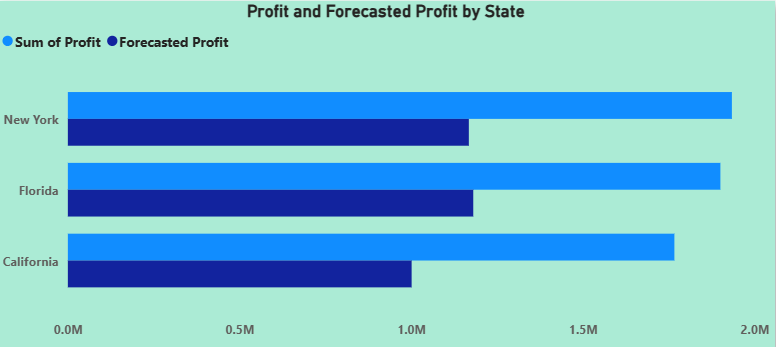 Profit and Forecasted Profit by State
Sum of Profit Forecasted Profit
New York
Florida
California
0.0M 0.5M 1.0M 1.5M 2.0M